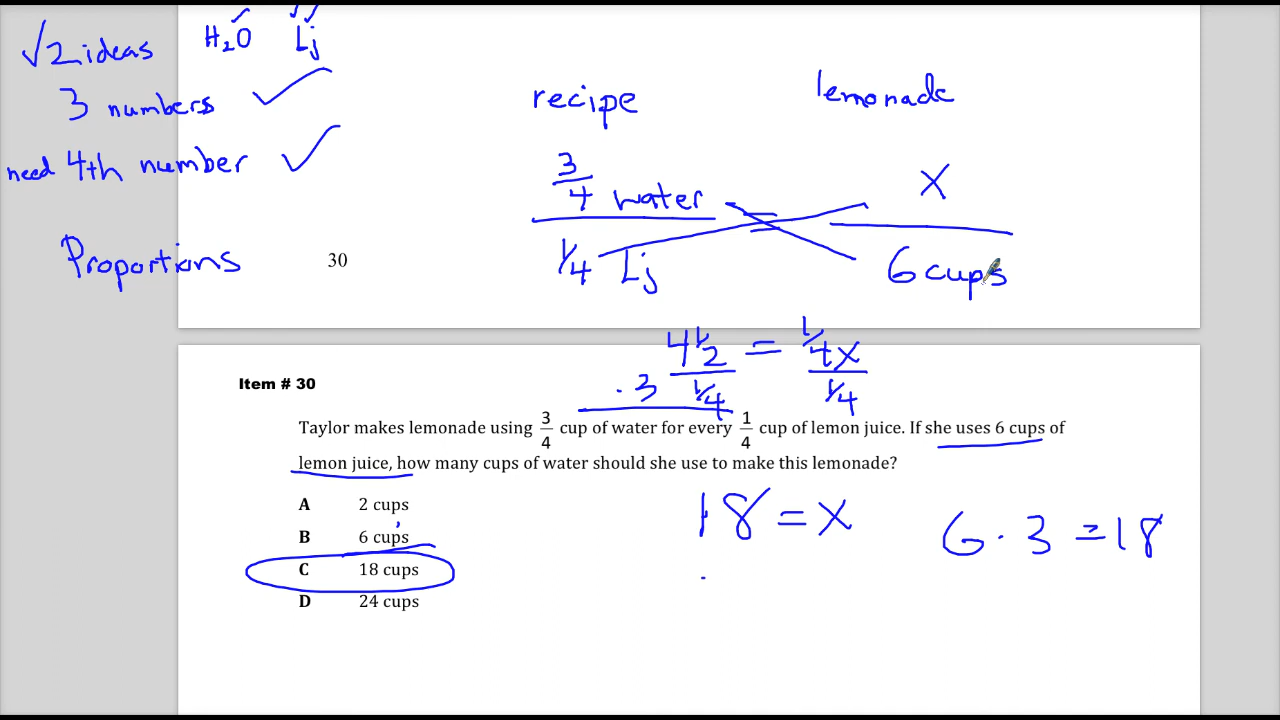 √2 ideas
H₂O Lj
3 numbers
need 4th number
Proportions
30
recipe lemonade
3/4 water x
1/4 Lj 6 cups
4 1/2 = 1/4 x
.3 1/4 1/4
Item # 30
Taylor makes lemonade using 3/4 cup of water for every 1/4 cup of lemon juice. If she uses 6 cups of
lemon juice, how many cups of water should she use to make this lemonade?
A 2 cups
B 6 cups
C 18 cups
D 24 cups
18 = x
6 · 3 = 18